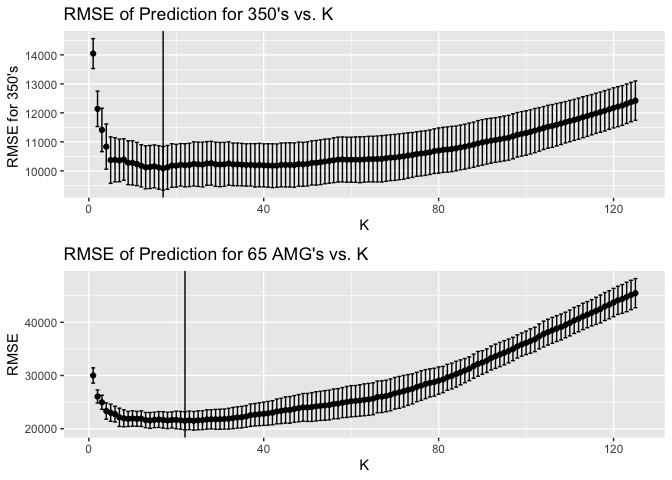 RMSE of Prediction for 350's vs. K
14000
13000
12000
11000
10000
RMSE for 350's
0
40
80
120
K
RMSE of Prediction for 65 AMG's vs. K
40000
30000
20000
RMSE
0
40
80
120
K